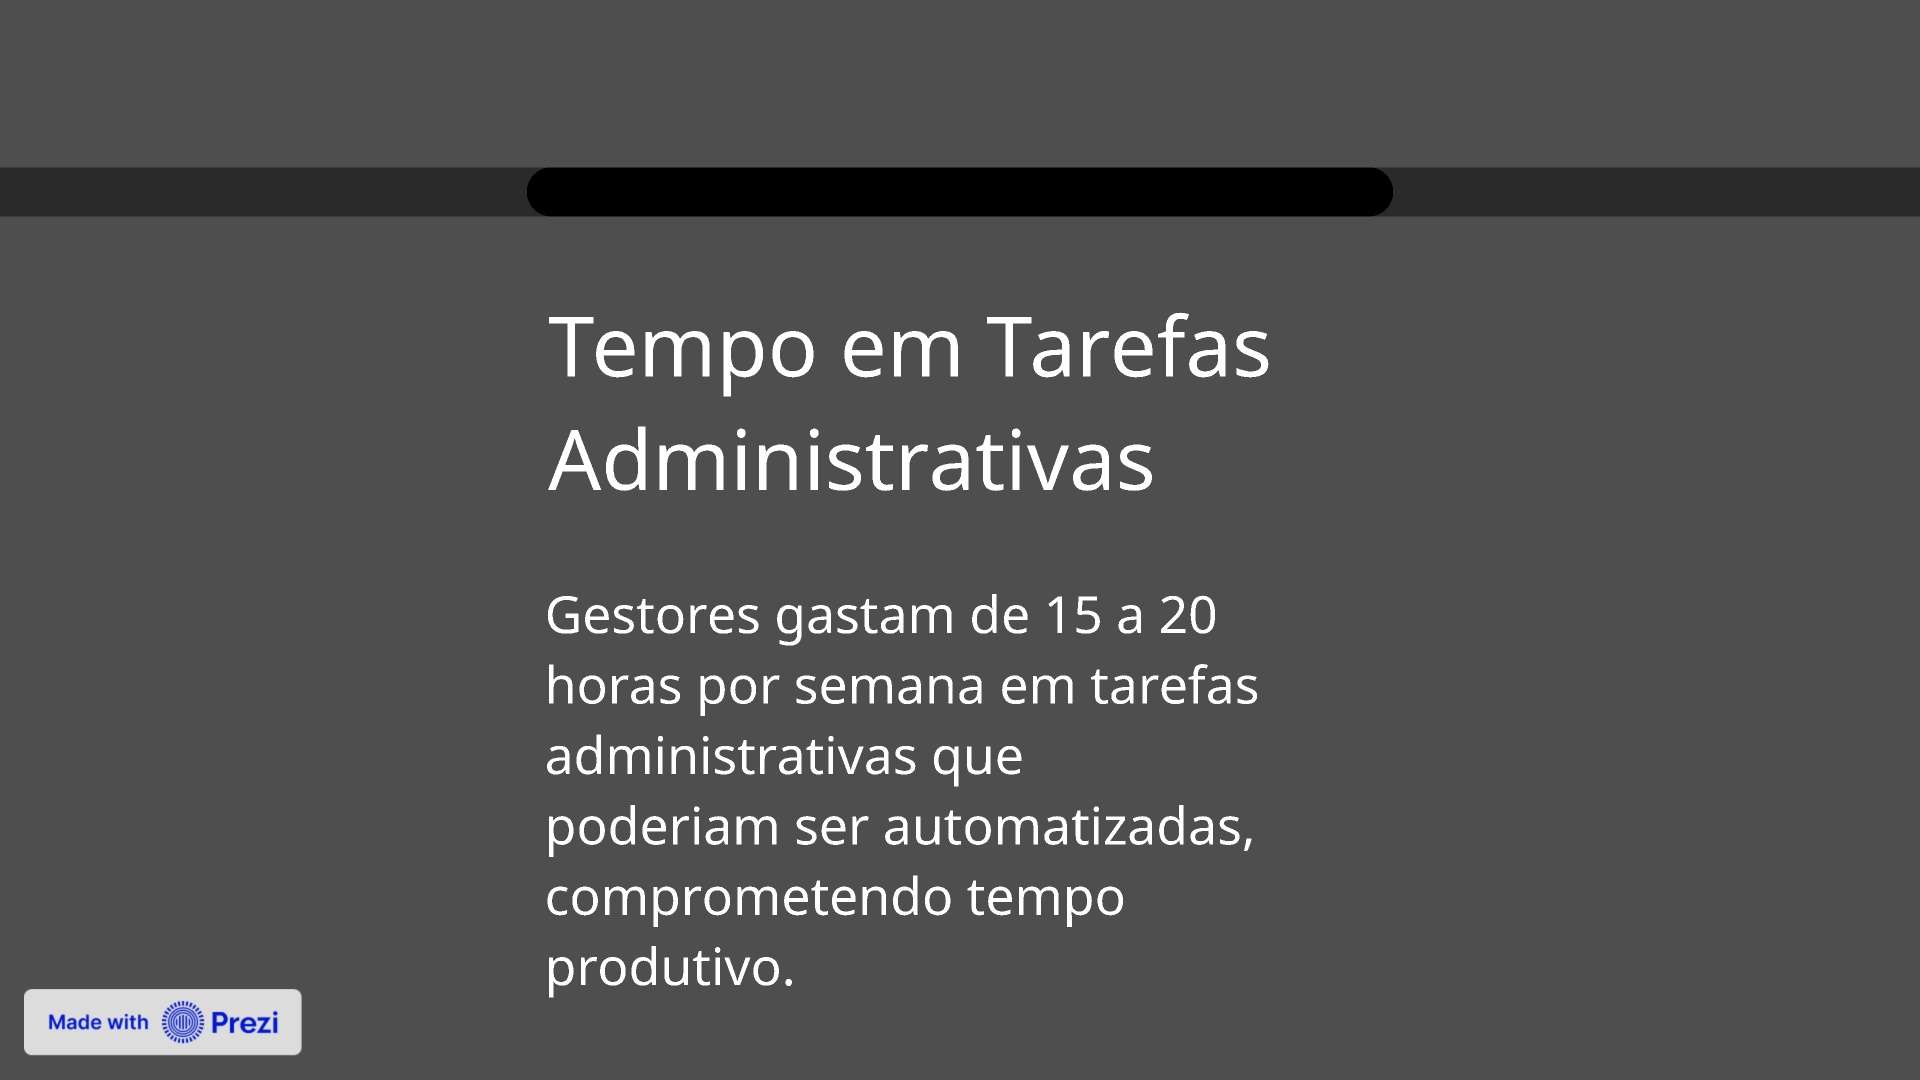 Tempo em Tarefas
Administrativas
Gestores gastam de 15 a 20
horas por semana em tarefas
administrativas que
poderiam ser automatizadas,
comprometendo tempo
produtivo.
Made with Prezi